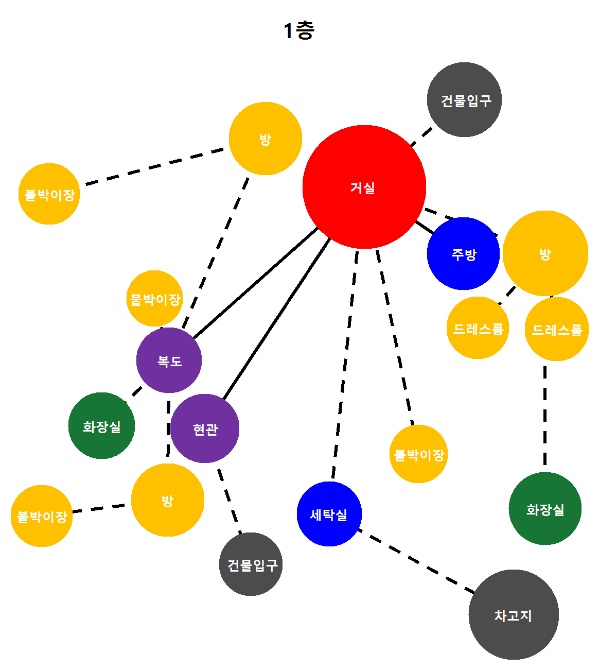 1층
건물입구
방
거실
붙박이장
주방
방
붙박이장
드레스룸
드레스룸
복도
화장실
현관
붙박이장
방
붙박이장
세탁실
화장실
건물입구
차고지